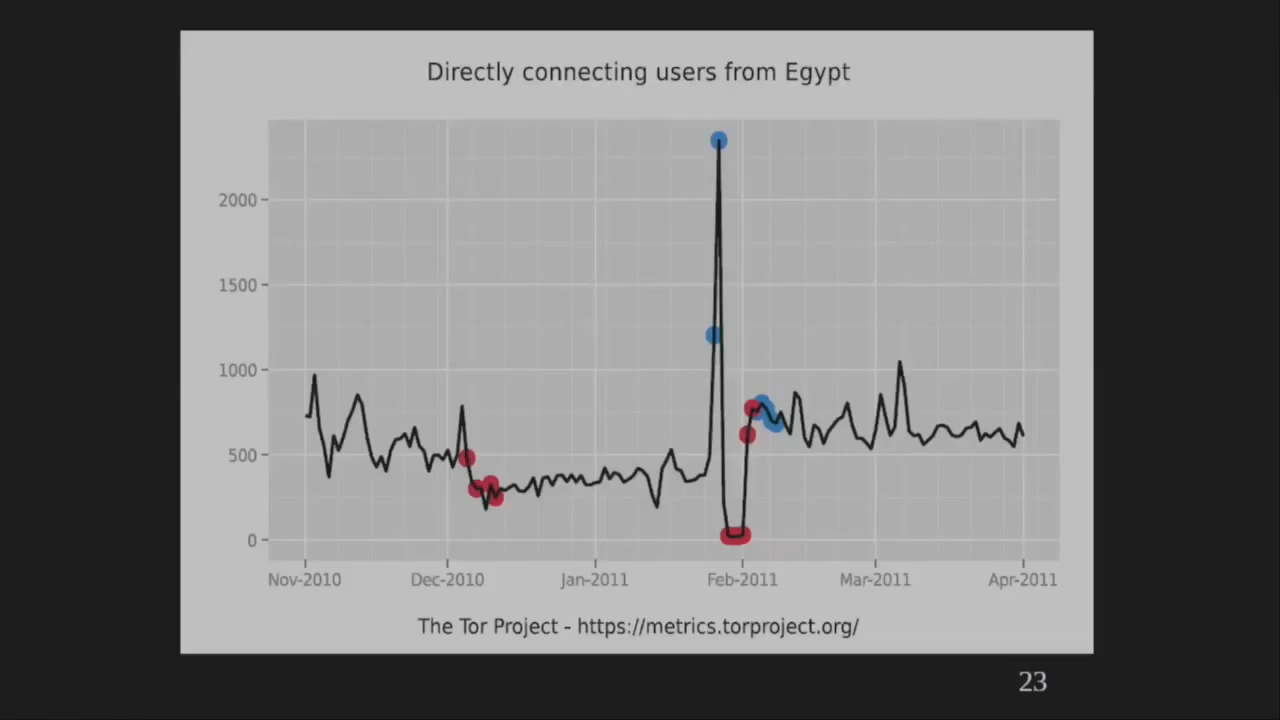 Directly connecting users from Egypt
2000
1500
1000
500
0
Nov-2010 Dec-2010 Jan-2011 Feb-2011 Mar-2011 Apr-2011
The Tor Project - https://metrics.torproject.org/
23